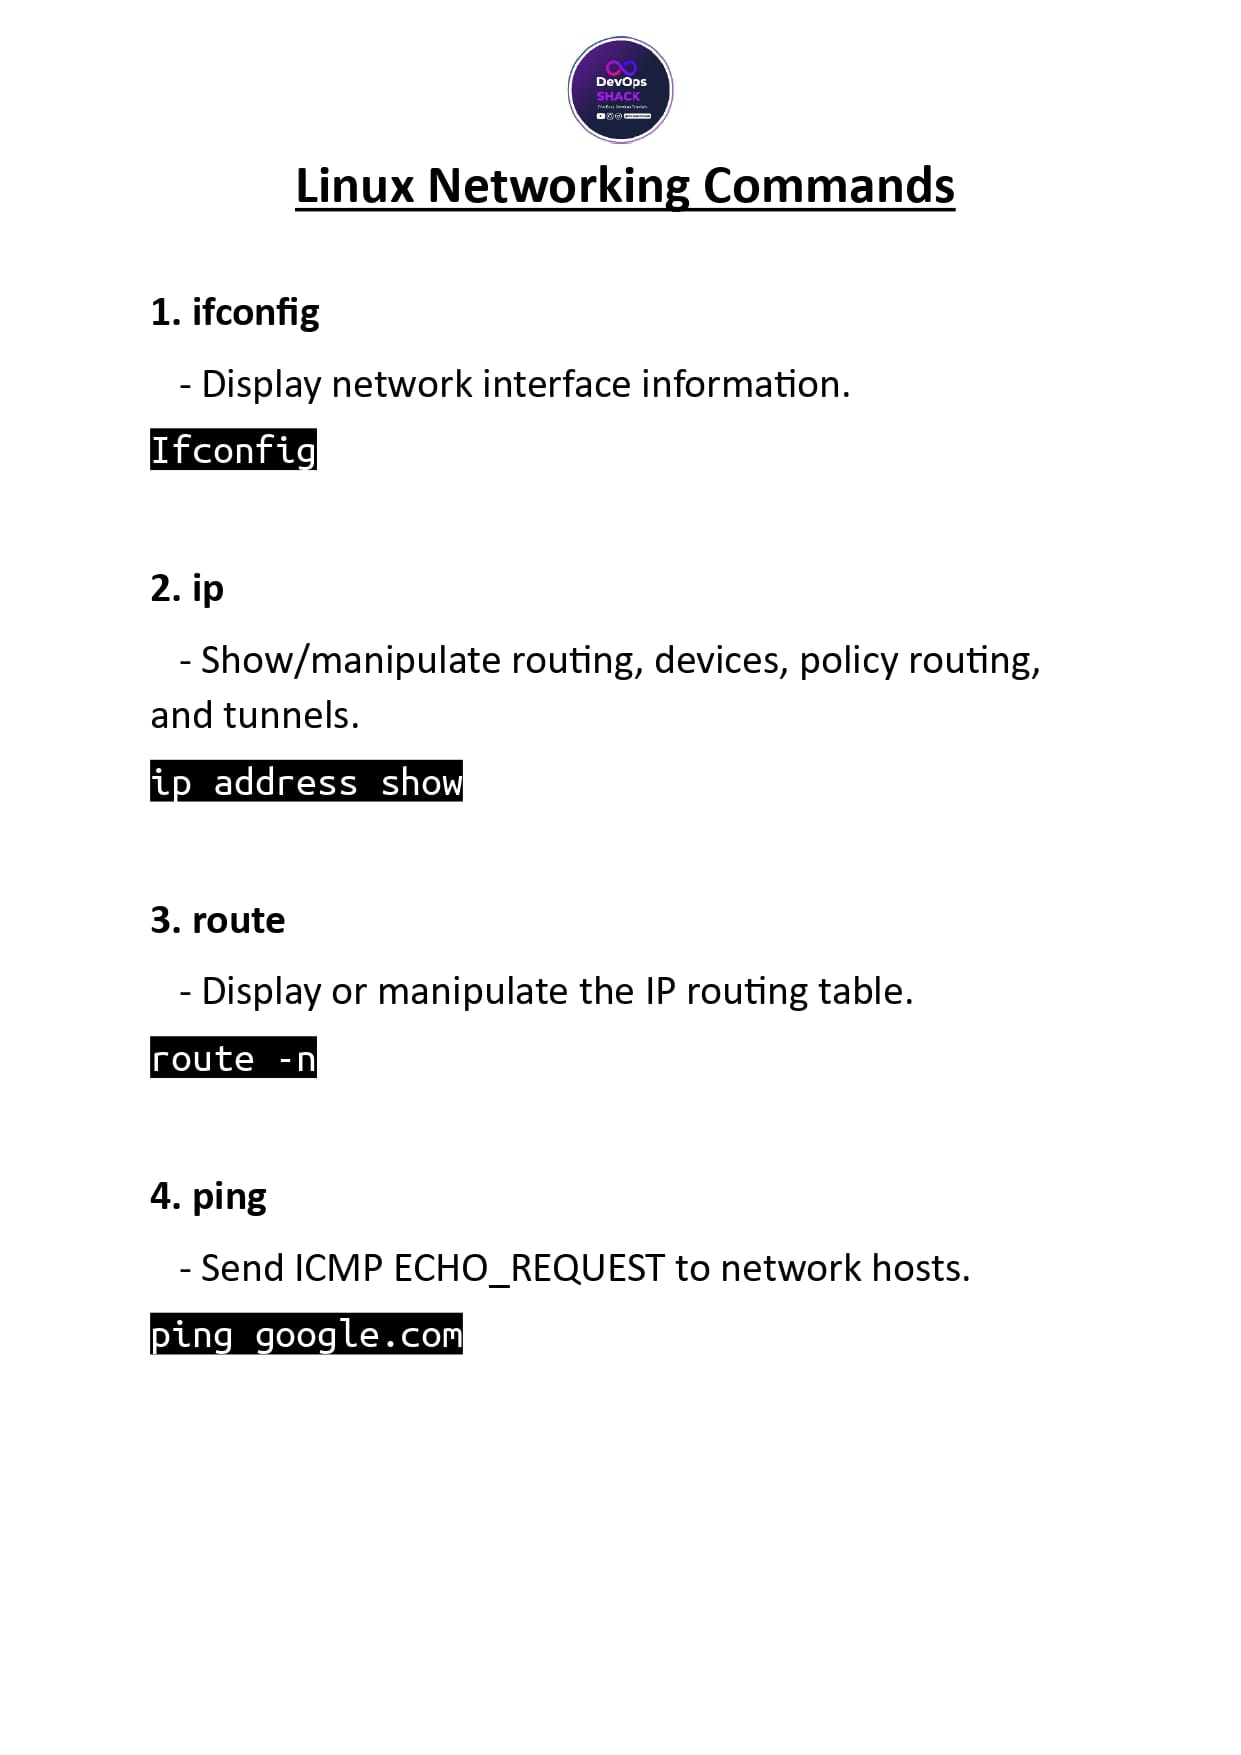 DevOps
SHACK
Linux Networking Commands
1. ifconfig
- Display network interface information.
Ifconfig
2. ip
- Show/manipulate routing, devices, policy routing,
and tunnels.
ip address show
3. route
- Display or manipulate the IP routing table.
route -n
4. ping
- Send ICMP ECHO_REQUEST to network hosts.
ping google.com